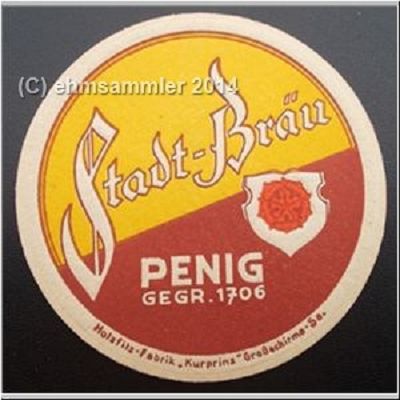 (C) ehmsammler 2014
Stadt-Bräu
PENIG
GEGR. 1706
Holzfilz-Fabrik „Kurprinz" Großschirma-Sa.